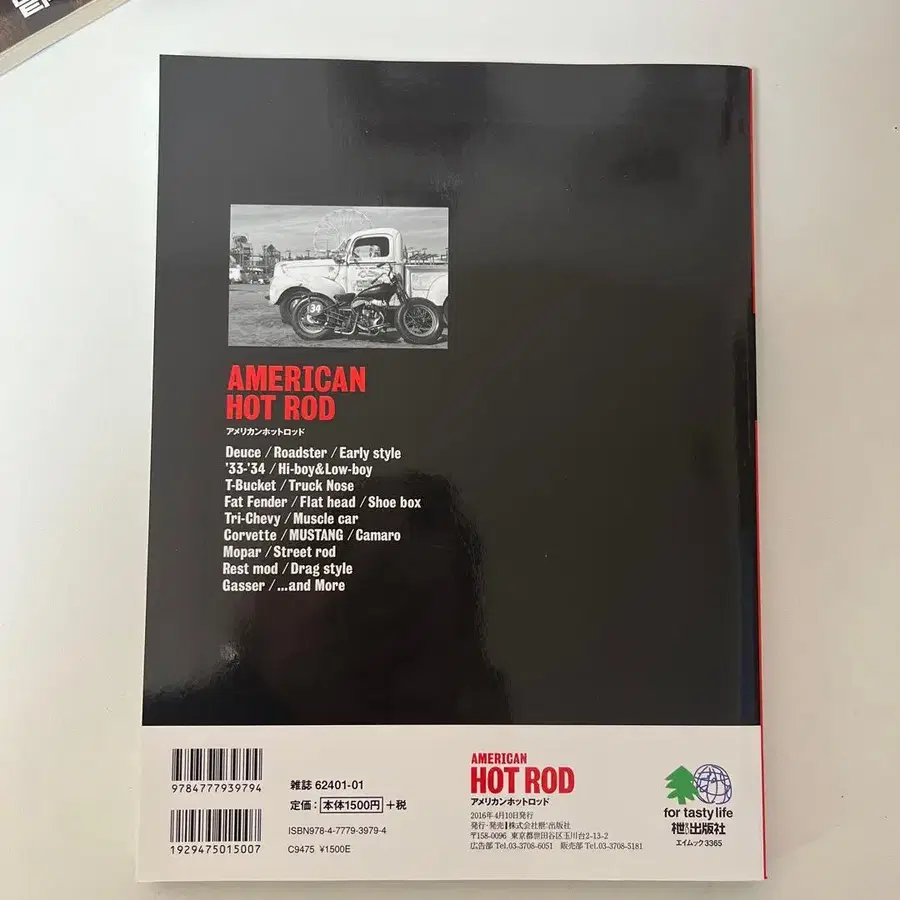 34
AMERICAN
HOT ROD
アメリカンホットロッド
Deuce / Roadster / Early style
'33-'34 / Hi-boy&Low-boy
T-Bucket / Truck Nose
Fat Fender / Flat head / Shoe box
Tri-Chevy / Muscle car
Corvette / MUSTANG / Camaro
Mopar / Street rod
Rest mod / Drag style
Gasser / ...and More
9784777939794
1929475015007
雑誌 62401-01
定価：本体1500円＋税
ISBN978-4-7779-3979-4
C9475 ¥1500E
AMERICAN
HOT ROD
アメリカンホットロッド
2016年4月10日発行
発行・発売 株式会社枻出版社
〒158-0096 東京都世田谷区玉川台2-13-2
広告部 Tel.03-3708-6051 販売部 Tel.03-3708-5181
for tasty life
枻出版社
エイムック 3365